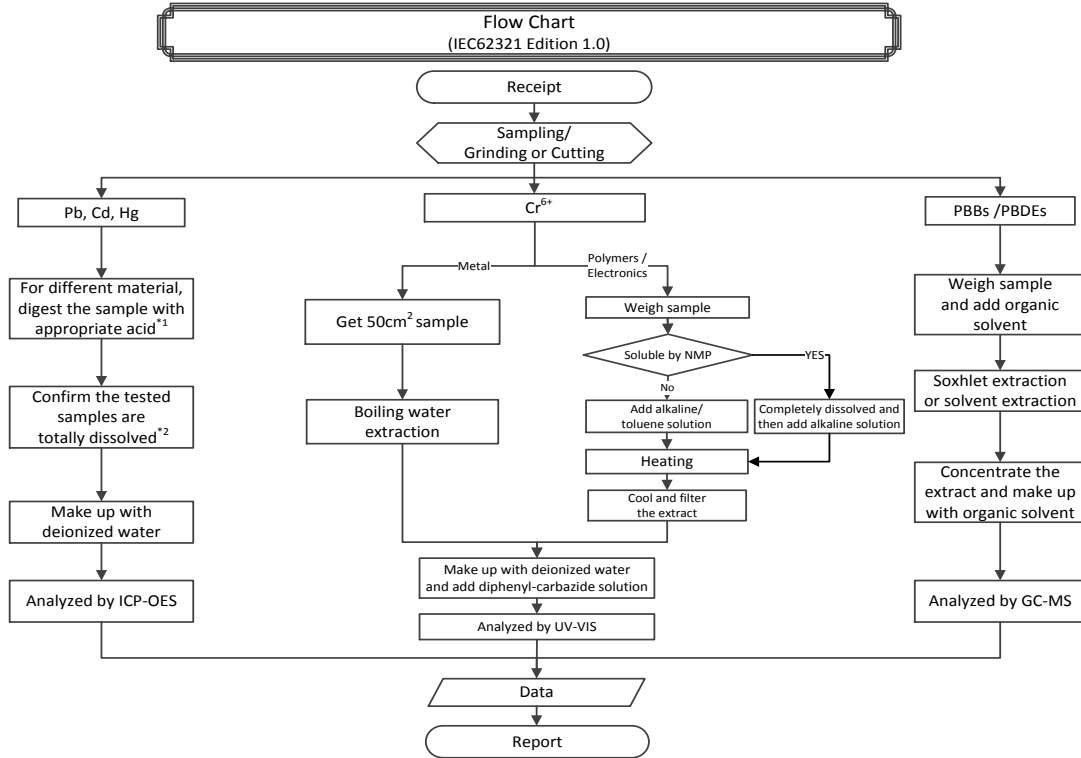 Flow Chart
(IEC62321 Edition 1.0)
Receipt
Sampling/
Grinding or Cutting
Pb, Cd, Hg
For different material,
digest the sample with
appropriate acid*1
Confirm the tested
samples are
totally dissolved*2
Make up with
deionized water
Analyzed by ICP-OES
Cr6+
Metal
Get 50cm2 sample
Boiling water
extraction
Polymers /
Electronics
Weigh sample
Soluble by NMP
YES
No
Add alkaline/
toluene solution
Completely dissolved and
then add alkaline solution
Heating
Cool and filter
the extract
Make up with deionized water
and add diphenyl-carbazide solution
Analyzed by UV-VIS
PBBs /PBDEs
Weigh sample
and add organic
solvent
Soxhlet extraction
or solvent extraction
Concentrate the
extract and make up
with organic solvent
Analyzed by GC-MS
Data
Report